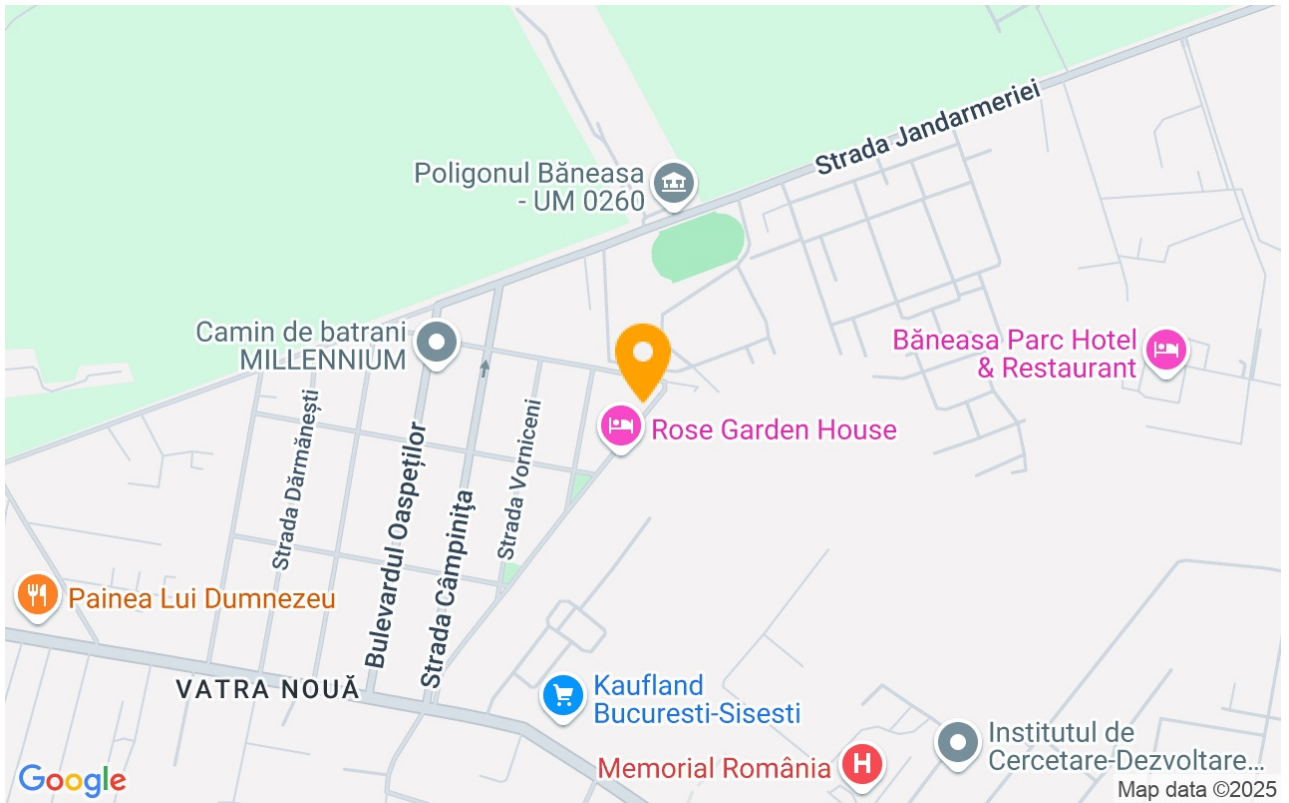 Strada Jandarmeriei
Poligonul Băneasa
- UM 0260
Camin de batrani
MILLENNIUM
Băneasa Parc Hotel
& Restaurant
Rose Garden House
Strada Dărmănești
Bulevardul Oaspeților
Strada Câmpinița
Strada Vorniceni
Painea Lui Dumnezeu
VATRA NOUĂ
Kaufland
Bucuresti-Sisesti
Institutul de
Cercetare-Dezvoltare...
Memorial România
H
Google
Map data ©2025